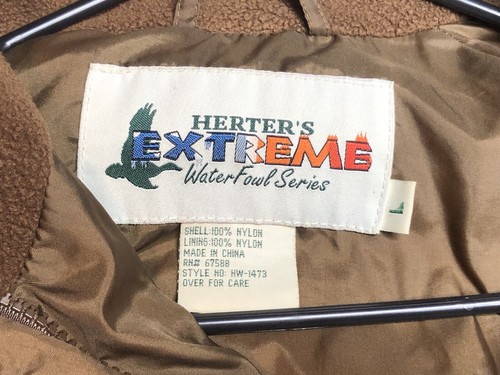 HERTER'S
EXTREME
WaterFowl Series
L
SHELL:100% NYLON
LINING:100% NYLON
MADE IN CHINA
RN# 67588
STYLE NO: HW-1473
OVER FOR CARE